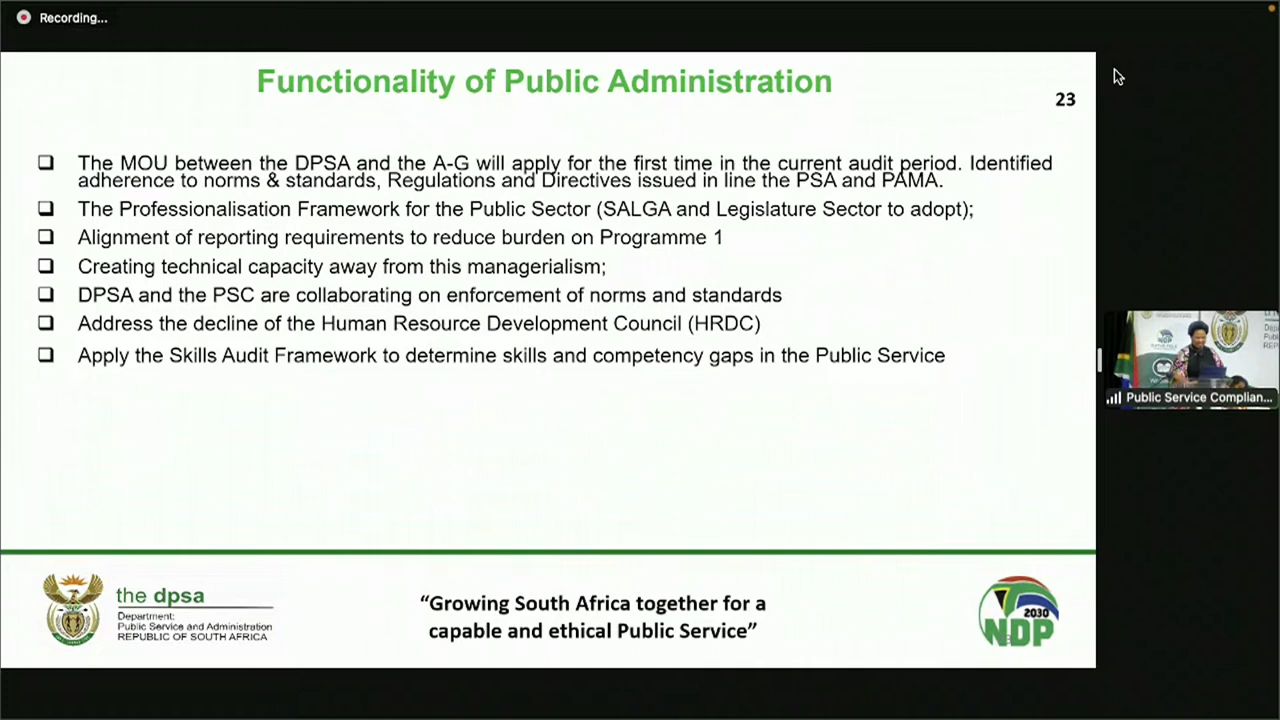 Recording...
Functionality of Public Administration
23
The MOU between the DPSA and the A-G will apply for the first time in the current audit period. Identified
adherence to norms & standards, Regulations and Directives issued in line the PSA and PAMA.
The Professionalisation Framework for the Public Sector (SALGA and Legislature Sector to adopt);
Alignment of reporting requirements to reduce burden on Programme 1
Creating technical capacity away from this managerialism;
DPSA and the PSC are collaborating on enforcement of norms and standards
Address the decline of the Human Resource Development Council (HRDC)
Apply the Skills Audit Framework to determine skills and competency gaps in the Public Service
Public Service Complian...
the dpsa
Department:
Public Service and Administration
REPUBLIC OF SOUTH AFRICA
“Growing South Africa together for a
capable and ethical Public Service”
2030
NDP